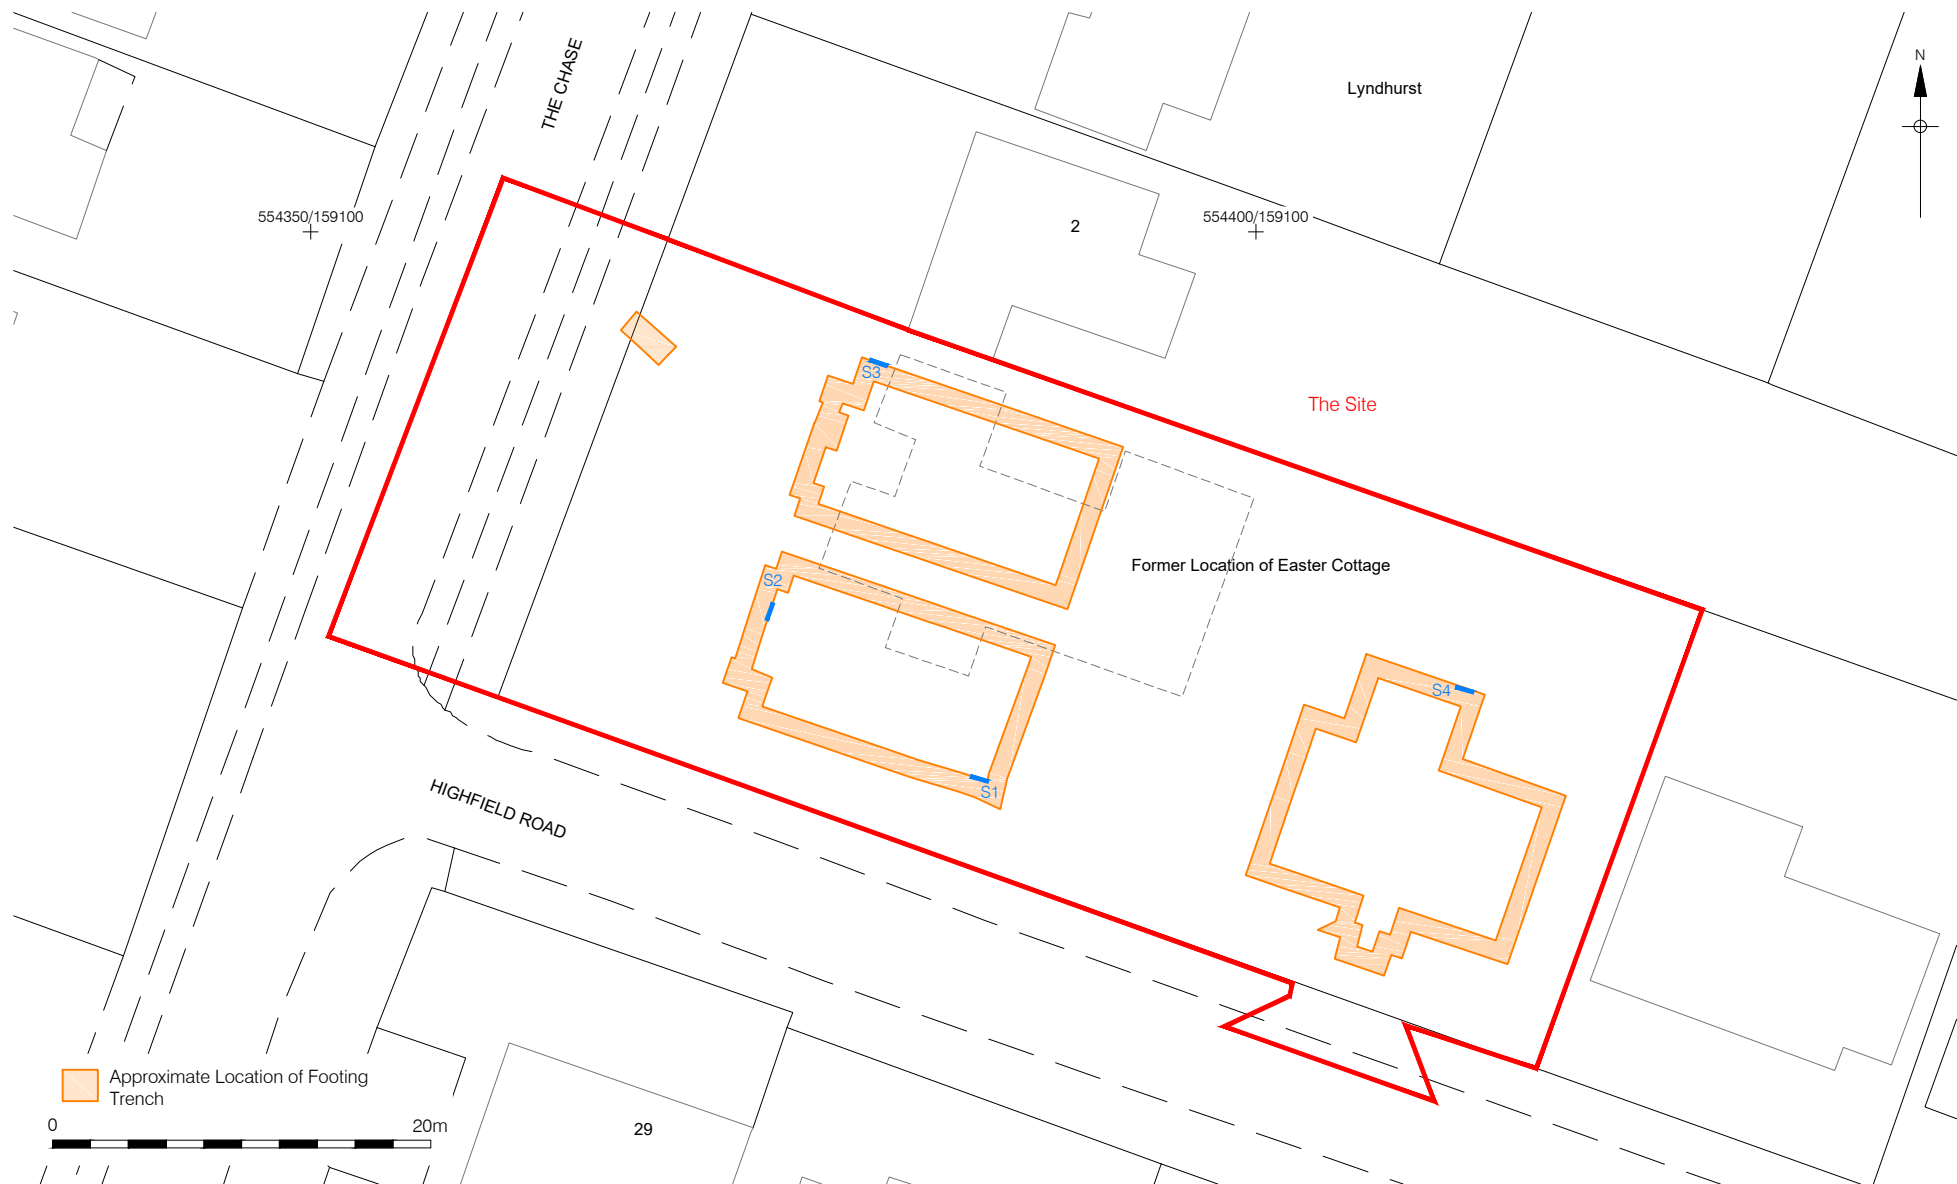 THE CHASE
Lyndhurst
N
554350/159100
2
554400/159100
S3
The Site
Former Location of Easter Cottage
S2
S4
S1
HIGHFIELD ROAD
Approximate Location of Footing
Trench
0
20m
29